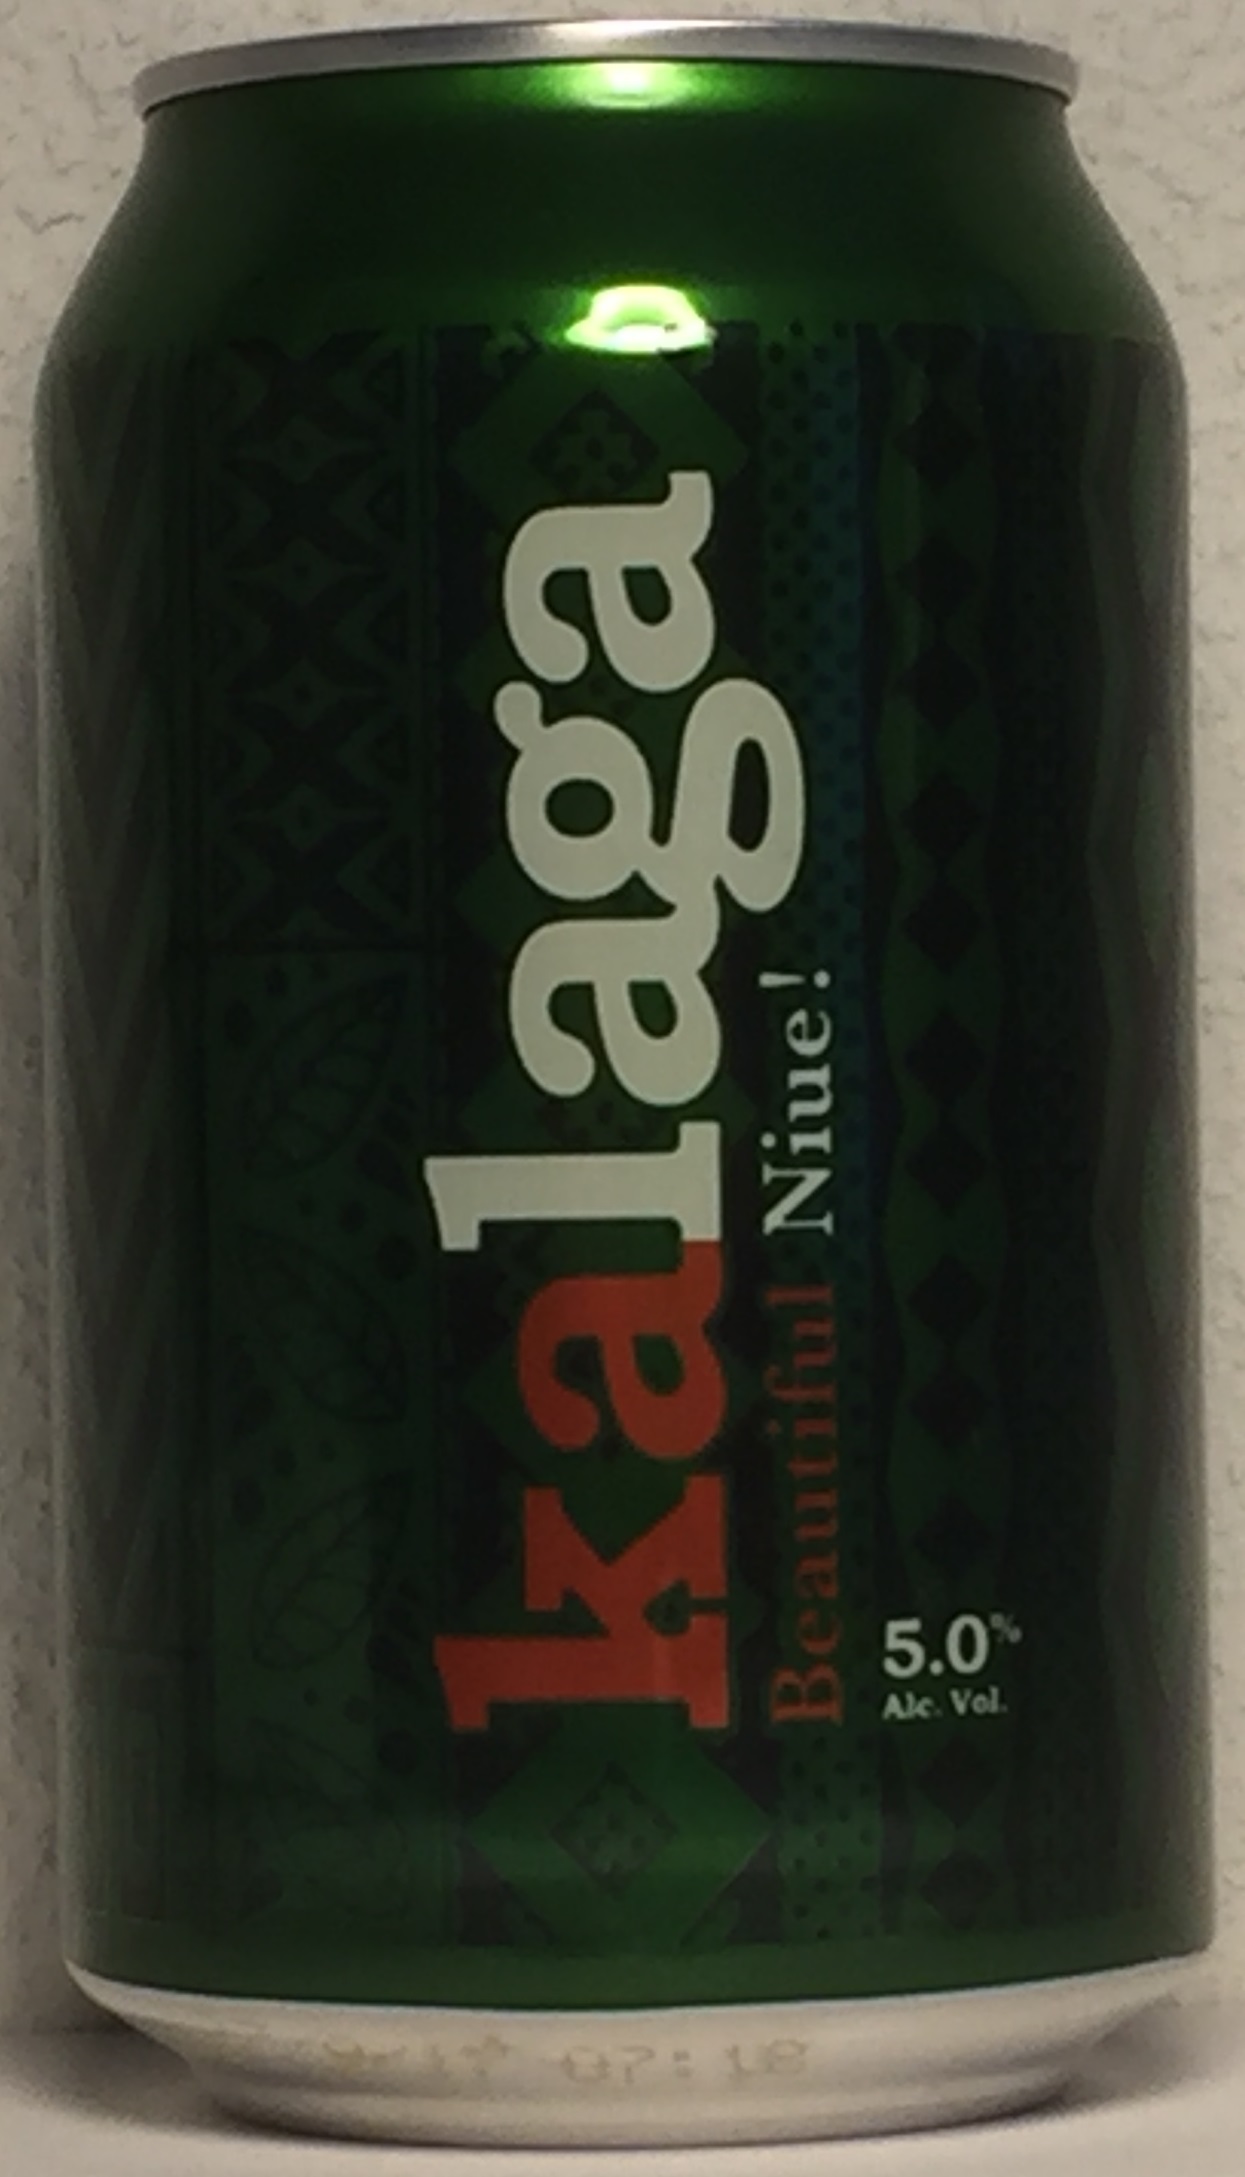 kalaga
Beautiful Niue!
5.0%
Alc. Vol.